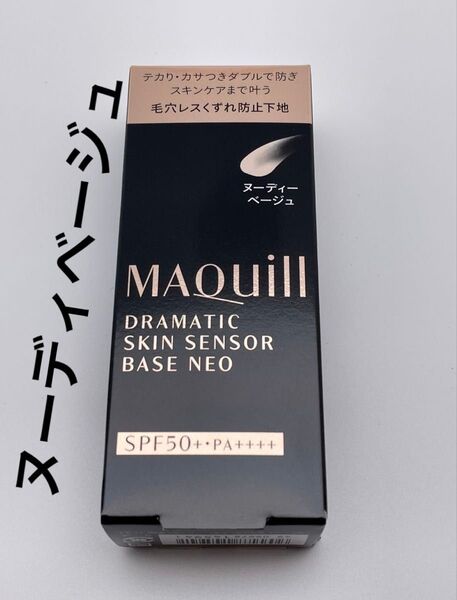 テカリ・カサつきダブルで防ぎ
スキンケアまで叶う
毛穴レスくずれ防止下地
ヌーディー
ベージュ
MAQuill
DRAMATIC
SKIN SENSOR
BASE NEO
SPF50+・PA++++
ヌーディベージュ